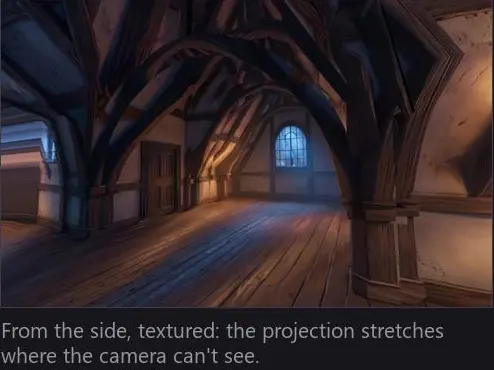 From the side, textured: the projection stretches
where the camera can't see.